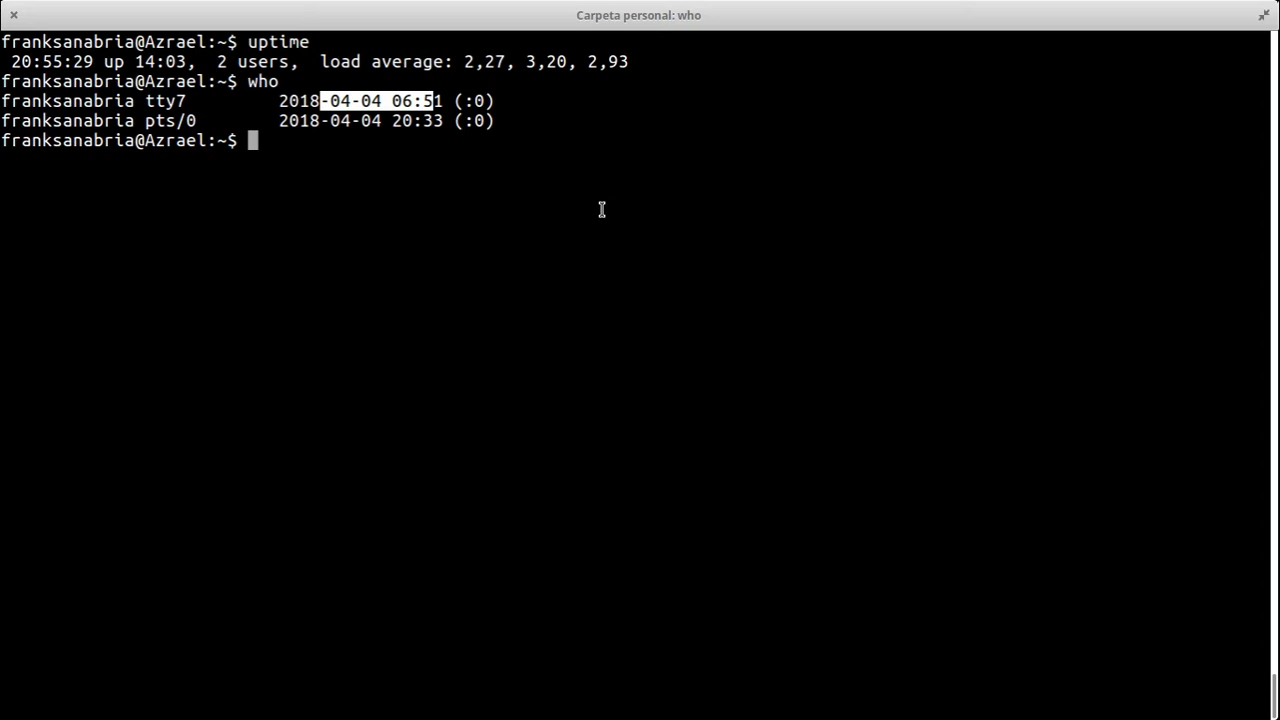 Carpeta personal: who
franksanabria@Azrael:~$ uptime
 20:55:29 up 14:03,  2 users,  load average: 2,27, 3,20, 2,93
franksanabria@Azrael:~$ who
franksanabria tty7         2018-04-04 06:51 (:0)
franksanabria pts/0        2018-04-04 20:33 (:0)
franksanabria@Azrael:~$